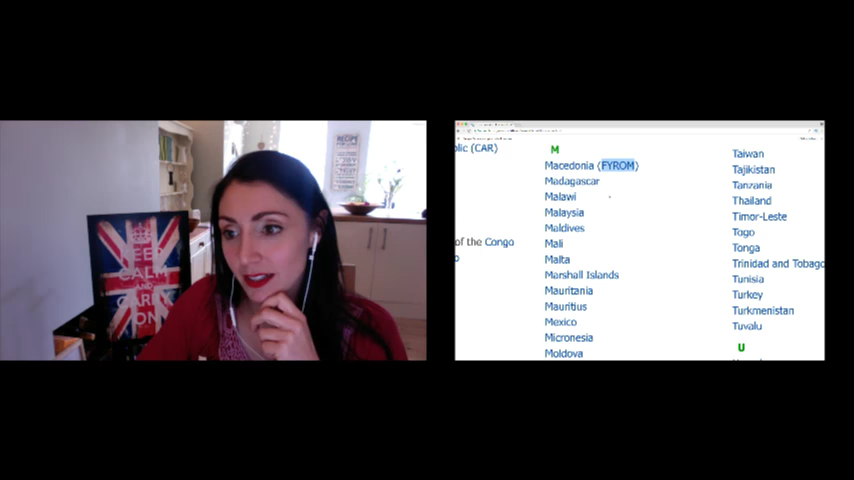 KEEP
CALM
AND
CARRY
ON
RECIPE
olic (CAR)
of the Congo
M
Macedonia (FYROM)
Madagascar
Malawi
Malaysia
Maldives
Mali
Malta
Marshall Islands
Mauritania
Mauritius
Mexico
Micronesia
Moldova
Taiwan
Tajikistan
Tanzania
Thailand
Timor-Leste
Togo
Tonga
Trinidad and Tobago
Tunisia
Turkey
Turkmenistan
Tuvalu
U